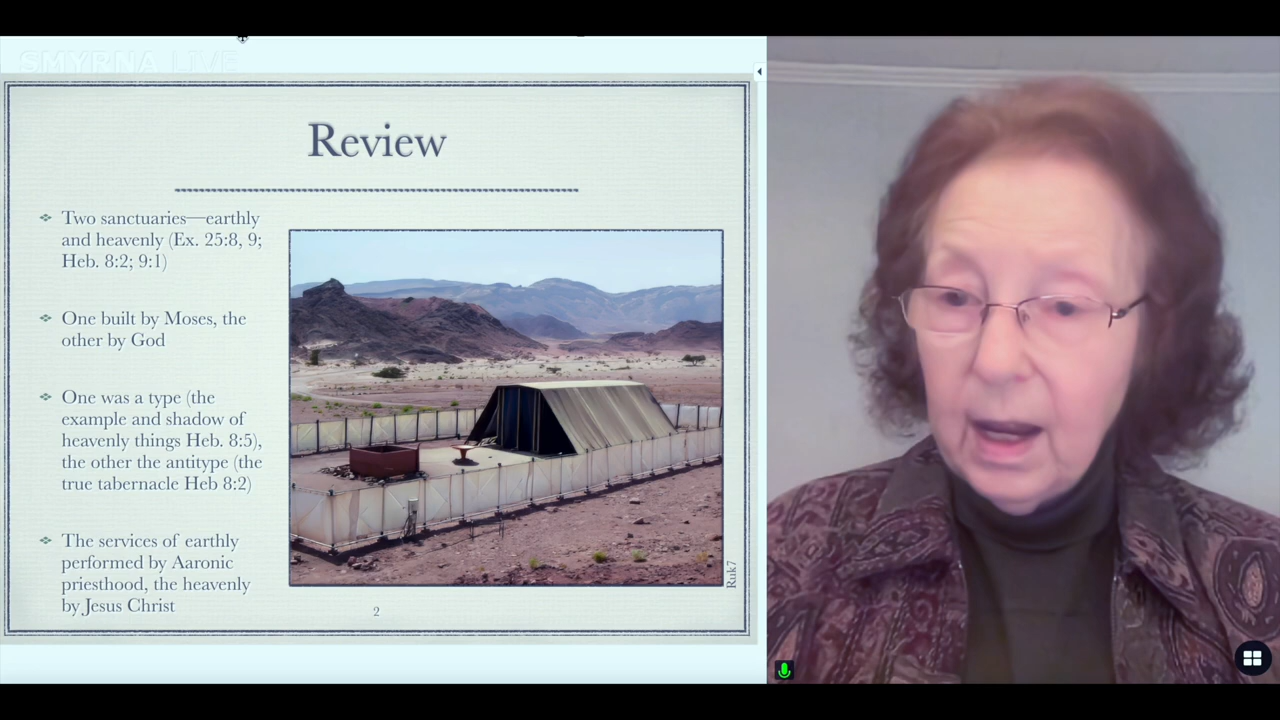 SMYRNA LIVE
Review
Two sanctuaries—earthly
and heavenly (Ex. 25:8, 9;
Heb. 8:2; 9:1)
One built by Moses, the
other by God
One was a type (the
example and shadow of
heavenly things Heb. 8:5),
the other the antitype (the
true tabernacle Heb 8:2)
The services of earthly
performed by Aaronic
priesthood, the heavenly
by Jesus Christ
Ruk7
2